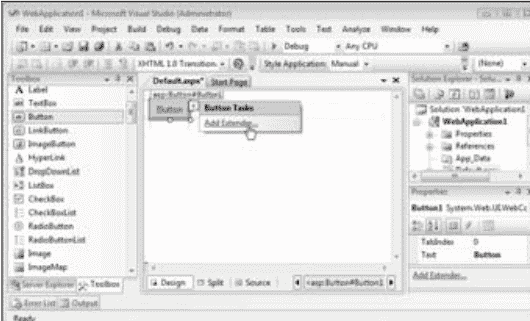 WebApplication1 - Microsoft Visual Studio (Administrator)
File Edit View Project Build Debug Data Format Table Tools Test Analyze Window Help
Debug Any CPU
XHTML 1.0 Transition Style Application: Manual (None)
Toolbox
A Label
TextBox
Button
LinkButton
ImageButton
A HyperLink
DropDownList
ListBox
CheckBox
CheckBoxList
RadioButton
RadioButtonList
Image
ImageMap
Server Explorer Toolbox
Default.aspx* Start Page
asp:Button#Button1
Button
Button Tasks
Add Extender...
Design Split Source <asp:Button#Button1>
Solution Explorer - Solu...
Solution 'WebApplication1'
WebApplication1
Properties
References
App_Data
Default.aspx
Properties
Button1 System.Web.UI.WebCo
TabIndex 0
Text Button
Add Extender...
Error List Output
Ready